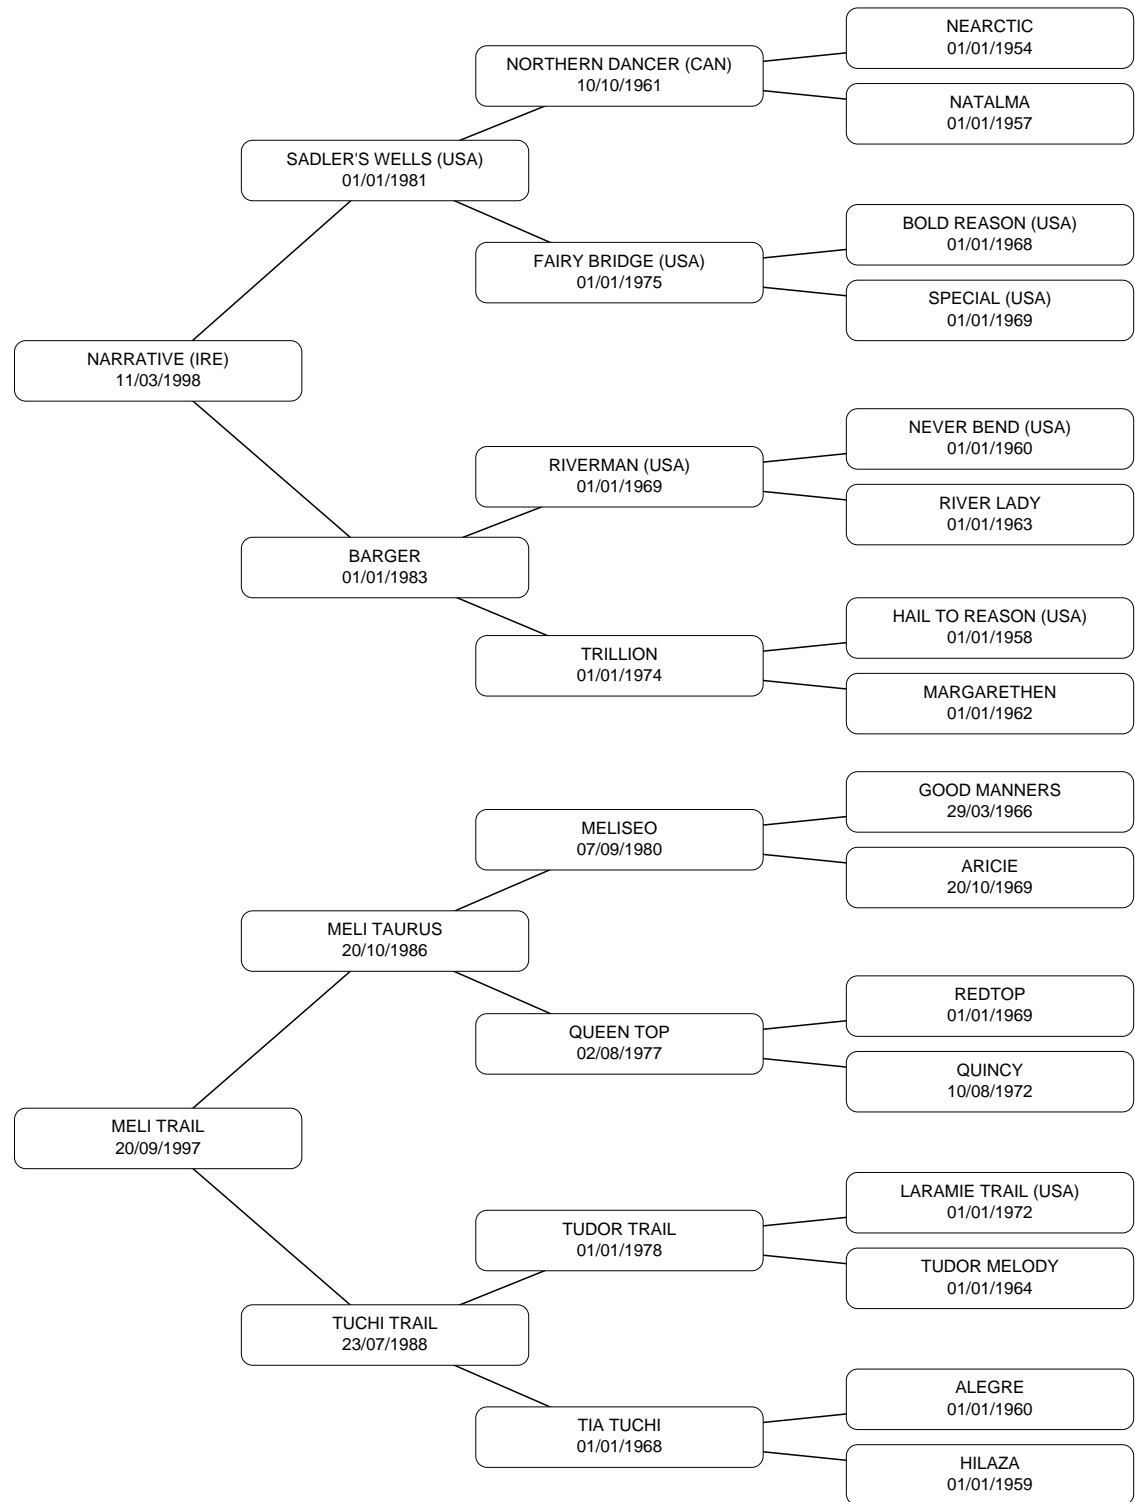 NEARCTIC
01/01/1954
NORTHERN DANCER (CAN)
10/10/1961
NATALMA
01/01/1957
SADLER'S WELLS (USA)
01/01/1981
BOLD REASON (USA)
01/01/1968
FAIRY BRIDGE (USA)
01/01/1975
SPECIAL (USA)
01/01/1969
NARRATIVE (IRE)
11/03/1998
NEVER BEND (USA)
01/01/1960
RIVERMAN (USA)
01/01/1969
RIVER LADY
01/01/1963
BARGER
01/01/1983
HAIL TO REASON (USA)
01/01/1958
TRILLION
01/01/1974
MARGARETHEN
01/01/1962
GOOD MANNERS
29/03/1966
MELISEO
07/09/1980
ARICIE
20/10/1969
MELI TAURUS
20/10/1986
REDTOP
01/01/1969
QUEEN TOP
02/08/1977
QUINCY
10/08/1972
MELI TRAIL
20/09/1997
LARAMIE TRAIL (USA)
01/01/1972
TUDOR TRAIL
01/01/1978
TUDOR MELODY
01/01/1964
TUCHI TRAIL
23/07/1988
ALEGRE
01/01/1960
TIA TUCHI
01/01/1968
HILAZA
01/01/1959